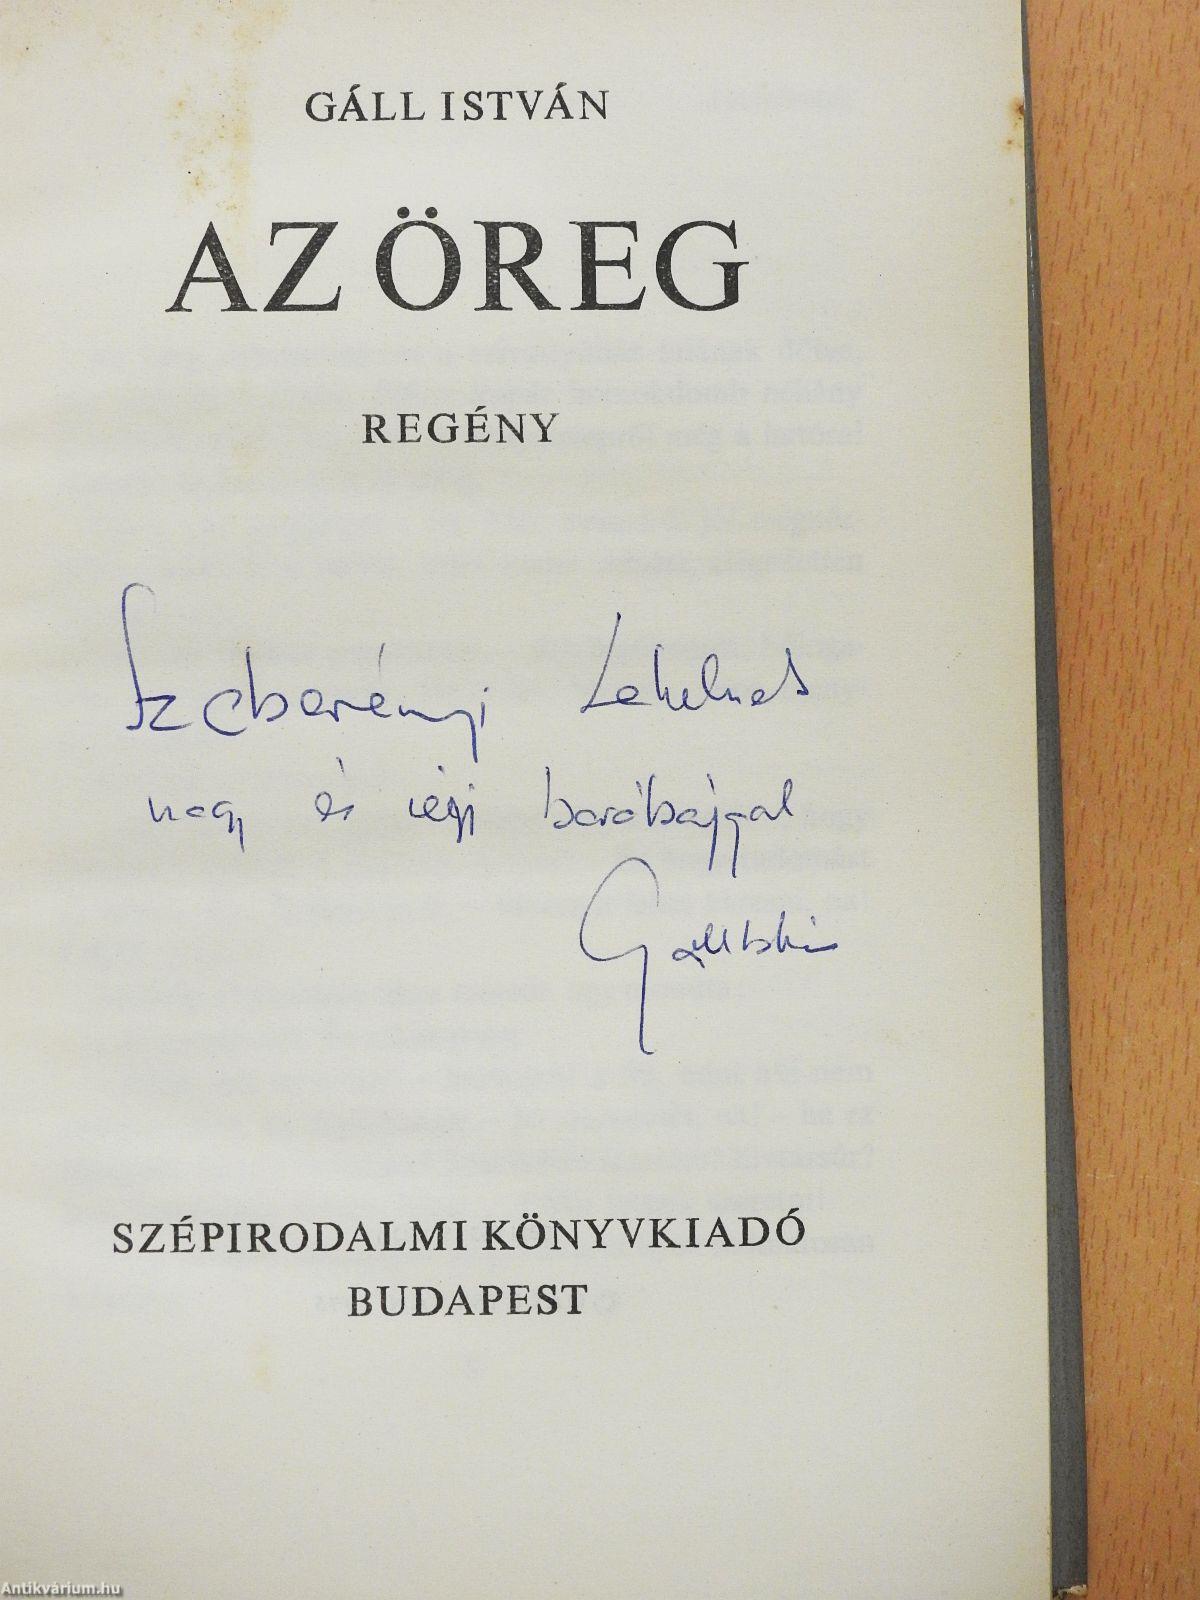 GÁLL ISTVÁN
AZ ÖREG
REGÉNY
Szeberényi Lehelnek
nagy és régi barátsággal
Gáll István
SZÉPIRODALMI KÖNYVKIADÓ
BUDAPEST
Antikvárium.hu